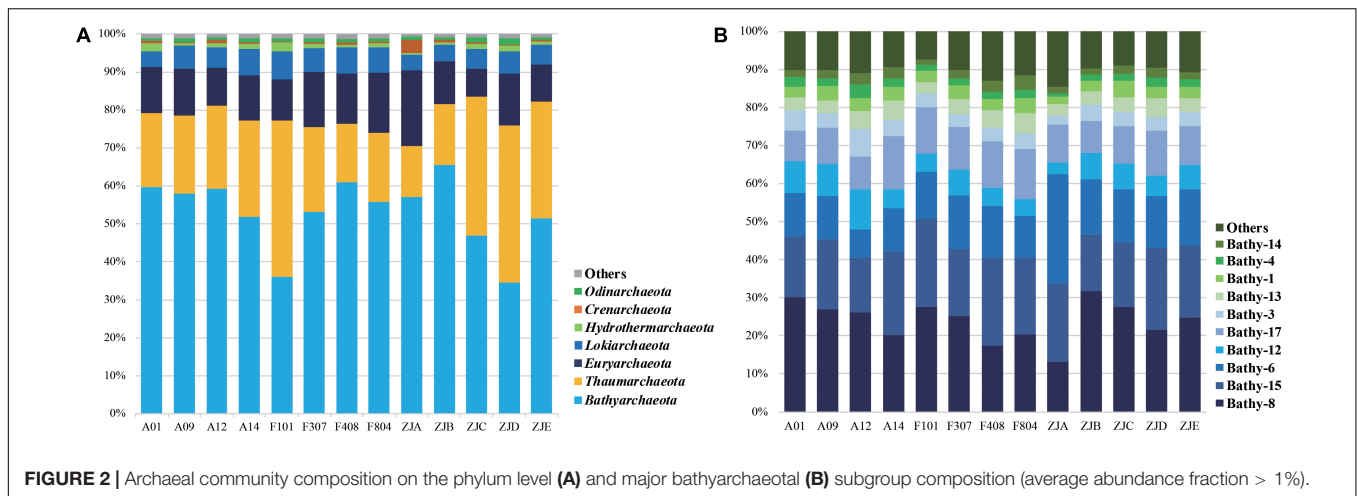 A
100%
90%
80%
70%
60%
50%
40%
30%
20%
10%
0%
A01 A09 A12 A14 F101 F307 F408 F804 ZJA ZJB ZJC ZJD ZJE
Others
Odinarchaeota
Crenarchaeota
Hydrothermarchaeota
Lokiarchaeota
Euryarchaeota
Thaumarchaeota
Bathyarchaeota
B
100%
90%
80%
70%
60%
50%
40%
30%
20%
10%
0%
A01 A09 A12 A14 F101 F307 F408 F804 ZJA ZJB ZJC ZJD ZJE
Others
Bathy-14
Bathy-4
Bathy-1
Bathy-13
Bathy-3
Bathy-17
Bathy-12
Bathy-6
Bathy-15
Bathy-8
FIGURE 2 | Archaeal community composition on the phylum level (A) and major bathyarchaeotal (B) subgroup composition (average abundance fraction > 1%).